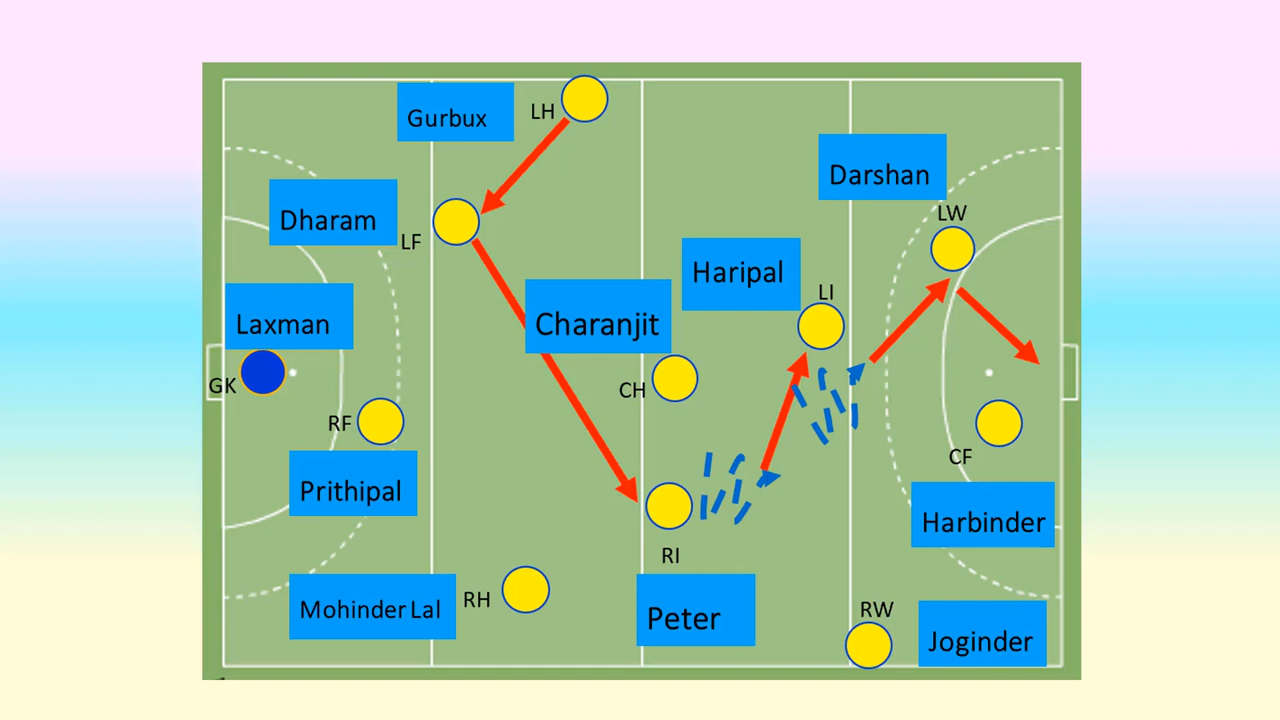 Gurbux
LH
Darshan
Dharam
LF
LW
Haripal
LI
Laxman
Charanjit
GK
CH
RF
CF
Prithipal
Harbinder
RI
Mohinder Lal
RH
Peter
RW
Joginder